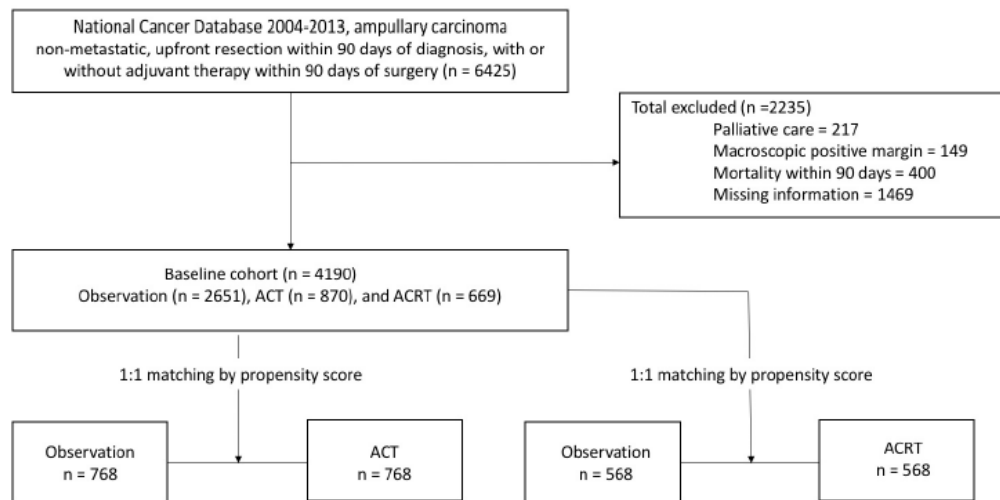 National Cancer Database 2004-2013, ampullary carcinoma
non-metastatic, upfront resection within 90 days of diagnosis, with or
without adjuvant therapy within 90 days of surgery (n = 6425)
Total excluded (n =2235)
Palliative care = 217
Macroscopic positive margin = 149
Mortality within 90 days = 400
Missing information = 1469
Baseline cohort (n = 4190)
Observation (n = 2651), ACT (n = 870), and ACRT (n = 669)
1:1 matching by propensity score
1:1 matching by propensity score
Observation
n = 768
ACT
n = 768
Observation
n = 568
ACRT
n = 568